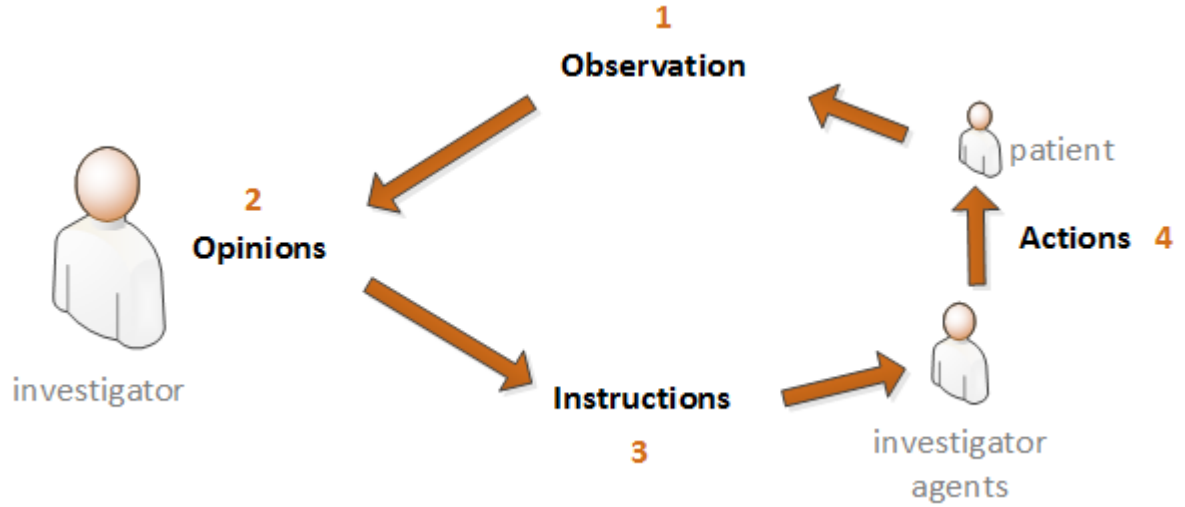 1
Observation
patient
2
Opinions
Actions 4
investigator
Instructions
3
investigator
agents